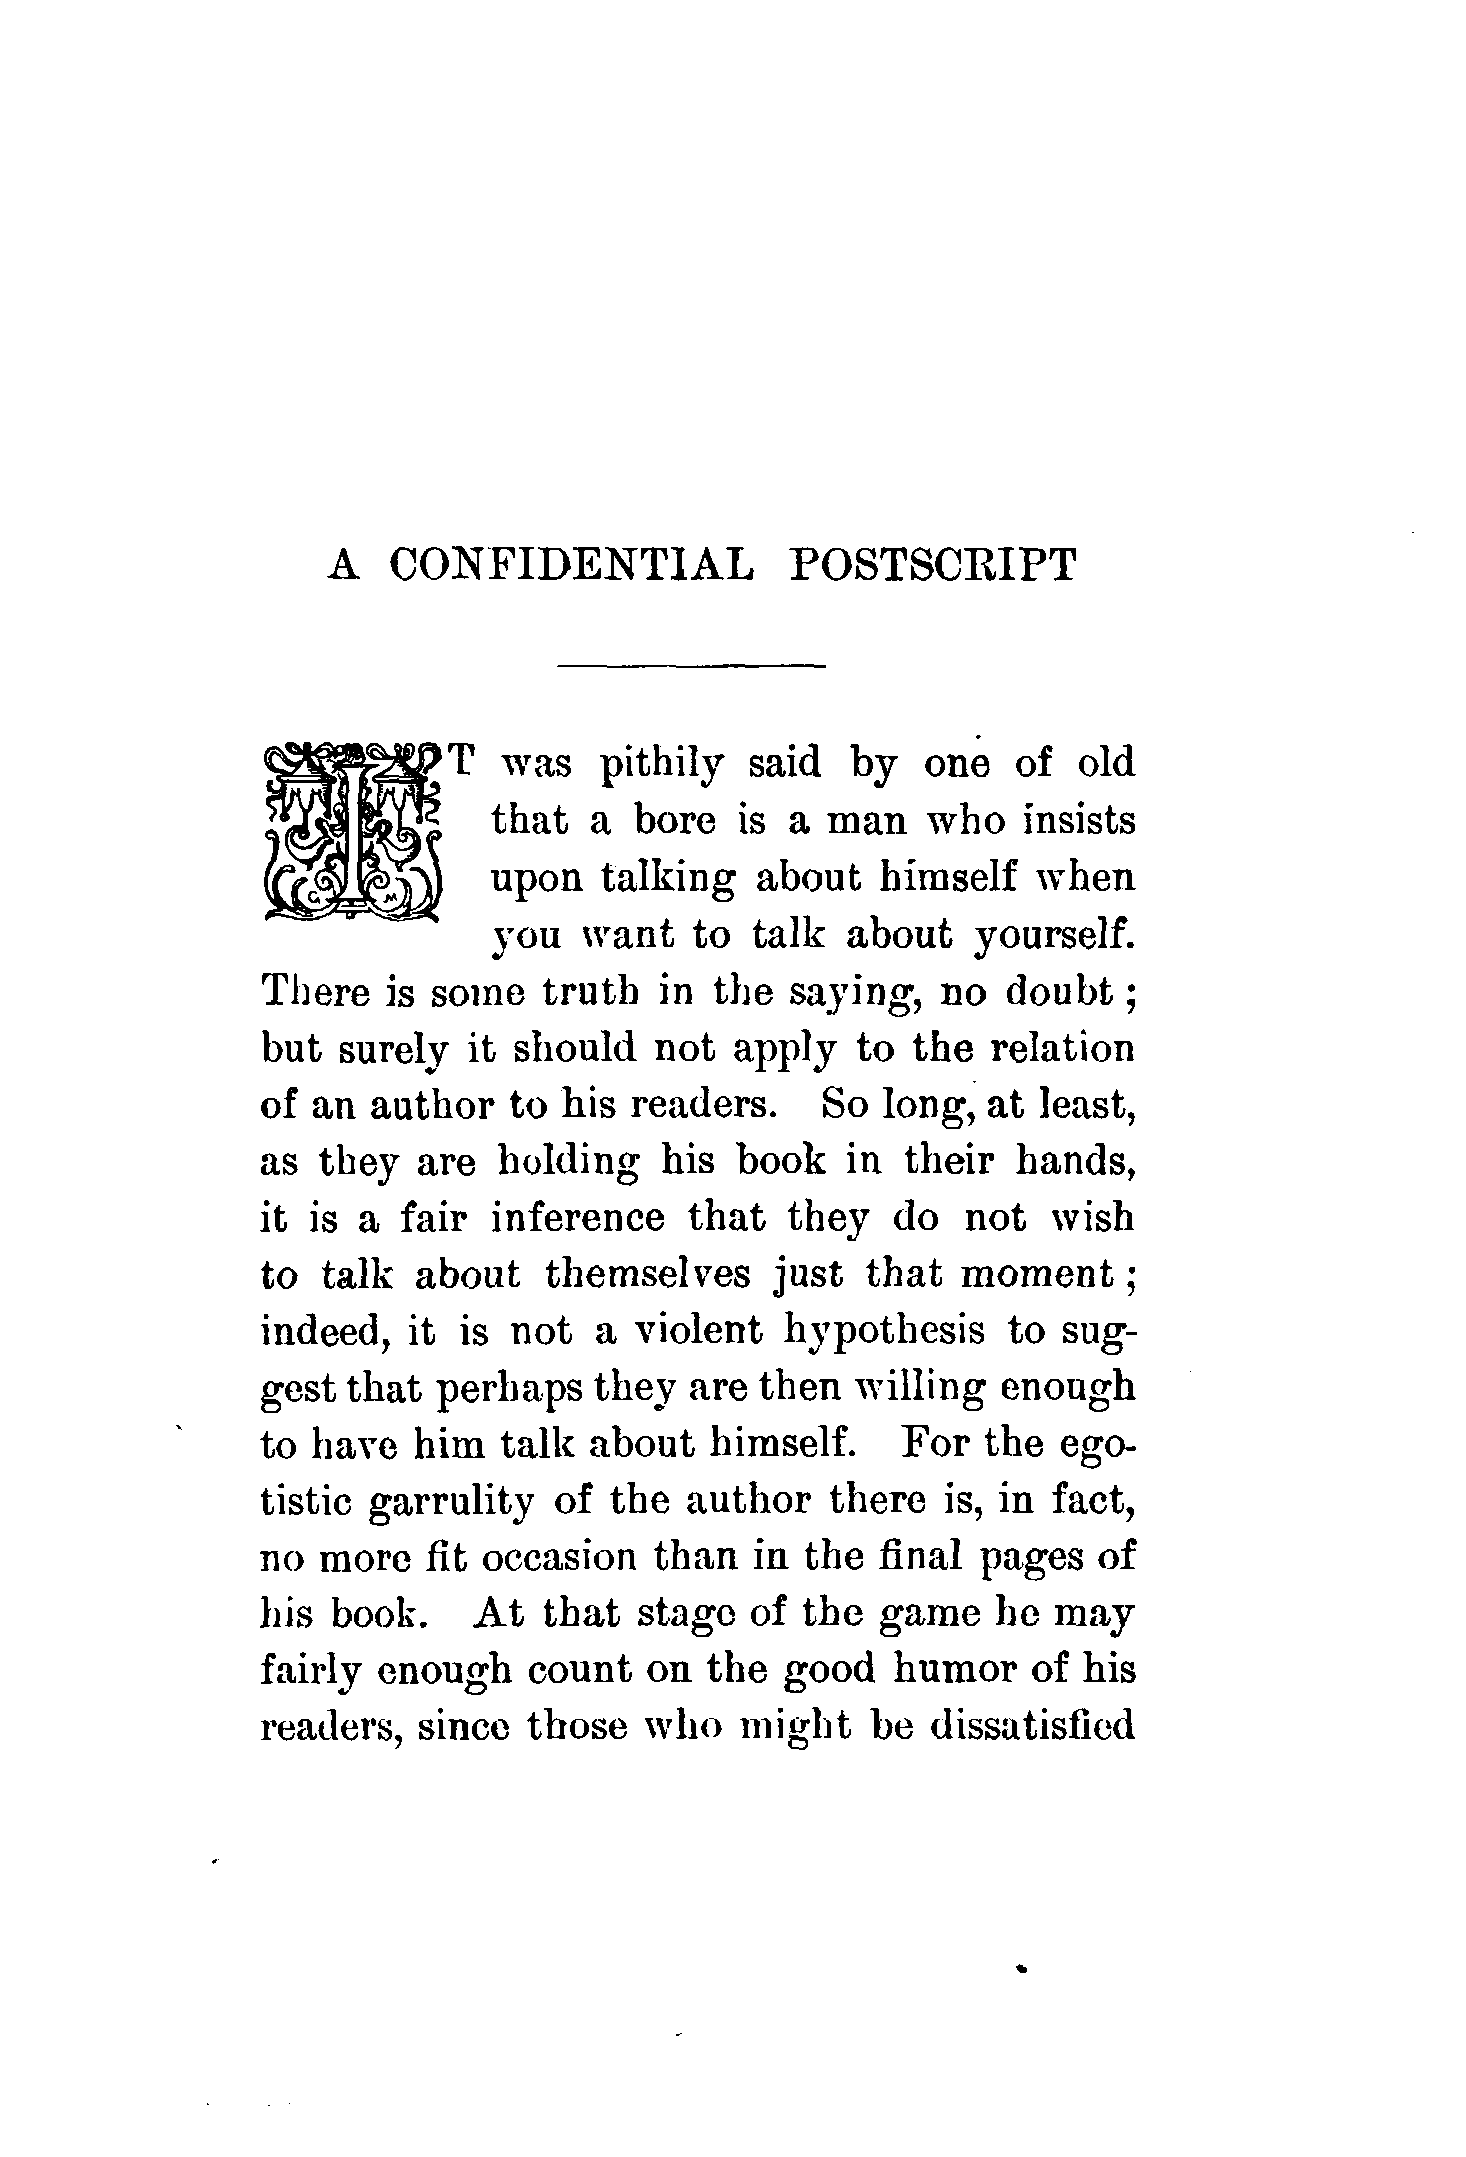 A CONFIDENTIAL POSTSCRIPT
IT was pithily said by one of old
that a bore is a man who insists
upon talking about himself when
you want to talk about yourself.
There is some truth in the saying, no doubt ;
but surely it should not apply to the relation
of an author to his readers. So long, at least,
as they are holding his book in their hands,
it is a fair inference that they do not wish
to talk about themselves just that moment ;
indeed, it is not a violent hypothesis to sug-
gest that perhaps they are then willing enough
to have him talk about himself. For the ego-
tistic garrulity of the author there is, in fact,
no more fit occasion than in the final pages of
his book. At that stage of the game he may
fairly enough count on the good humor of his
readers, since those who might be dissatisfied